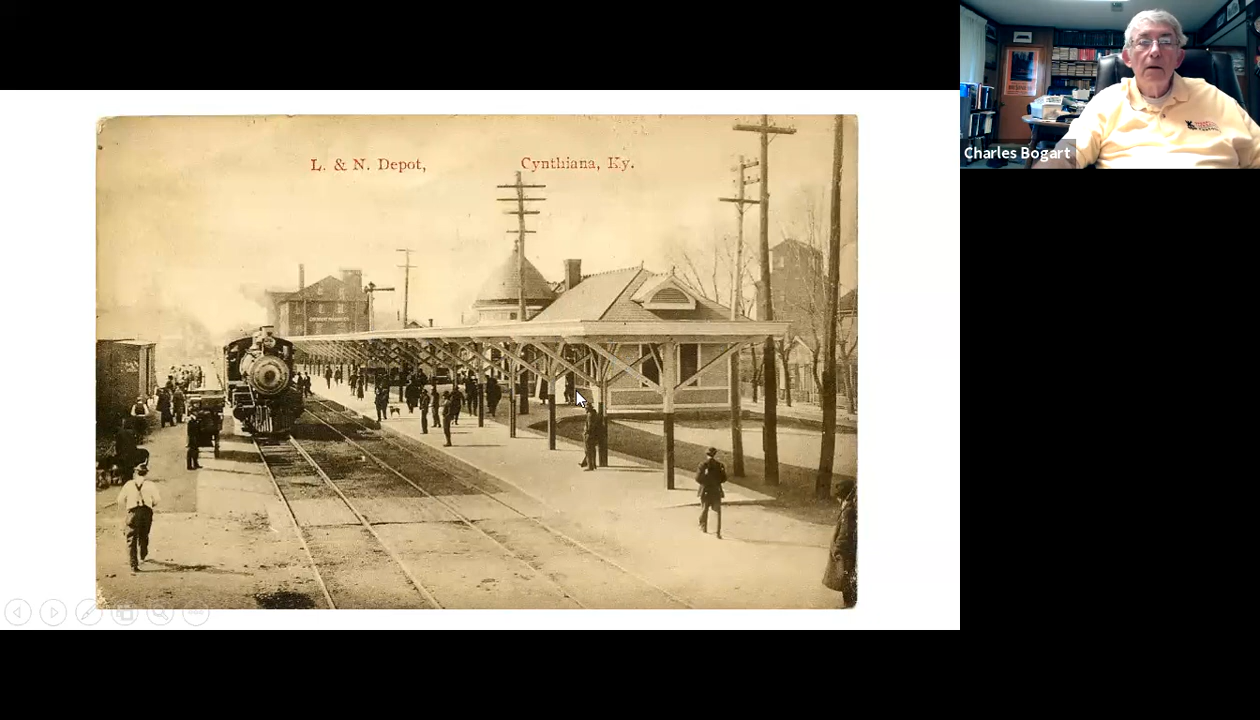 L. & N. Depot, Cynthiana, Ky.
Charles Bogart